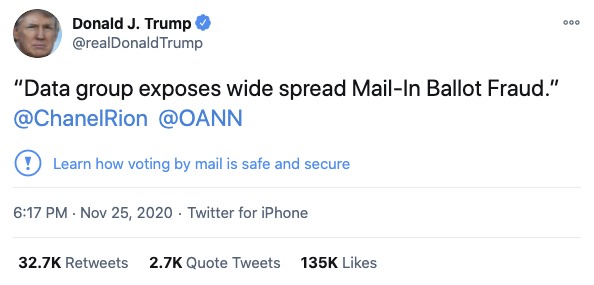 Donald J. Trump
@realDonaldTrump
“Data group exposes wide spread Mail-In Ballot Fraud.”
@ChanelRion @OANN
Learn how voting by mail is safe and secure
6:17 PM · Nov 25, 2020 · Twitter for iPhone
32.7K Retweets 2.7K Quote Tweets 135K Likes